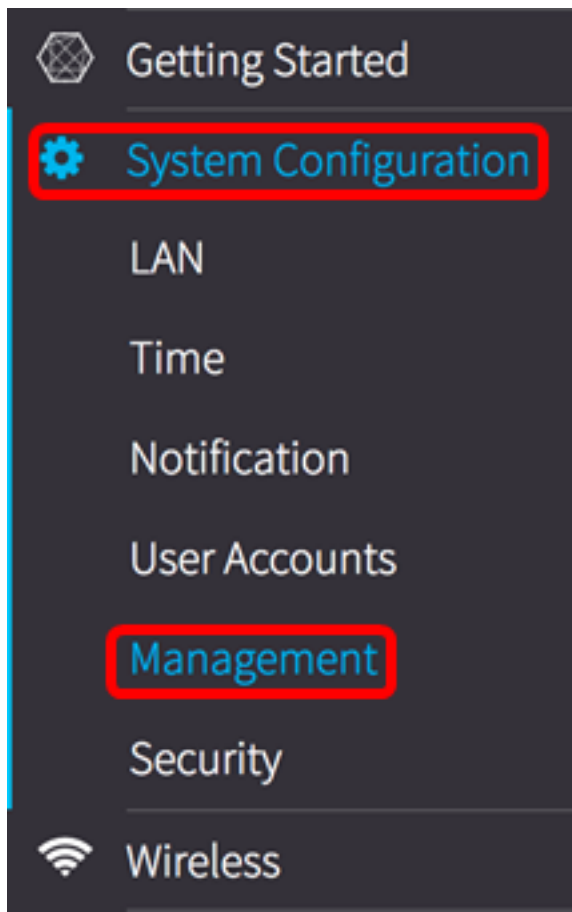 Getting Started
System Configuration
LAN
Time
Notification
User Accounts
Management
Security
Wireless